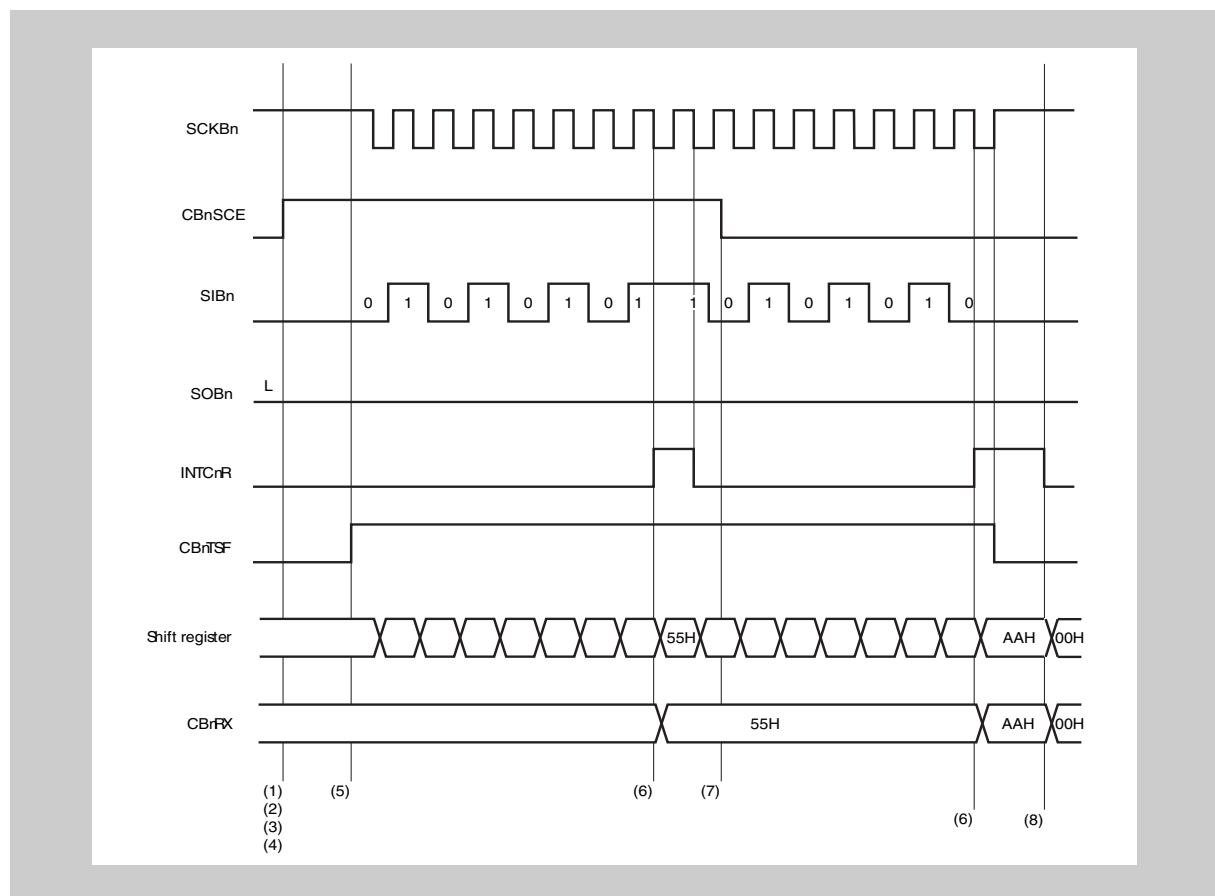 SCKBn
CBnSCE
SIBn
0 1 0 1 0 1 0 1 1 0 1 0 1 0 1 0
SOBn
L
INTCnR
CBnTSF
Shift register
55H
AAH
00H
CBnRX
55H
AAH
00H
(1)
(2)
(3)
(4)
(5)
(6)
(7)
(6)
(8)